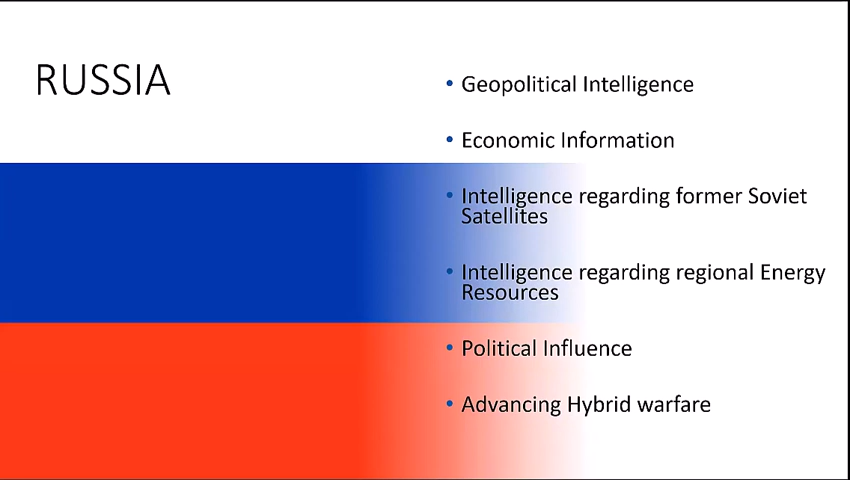 RUSSIA
• Geopolitical Intelligence
• Economic Information
• Intelligence regarding former Soviet
Satellites
• Intelligence regarding regional Energy
Resources
• Political Influence
• Advancing Hybrid warfare